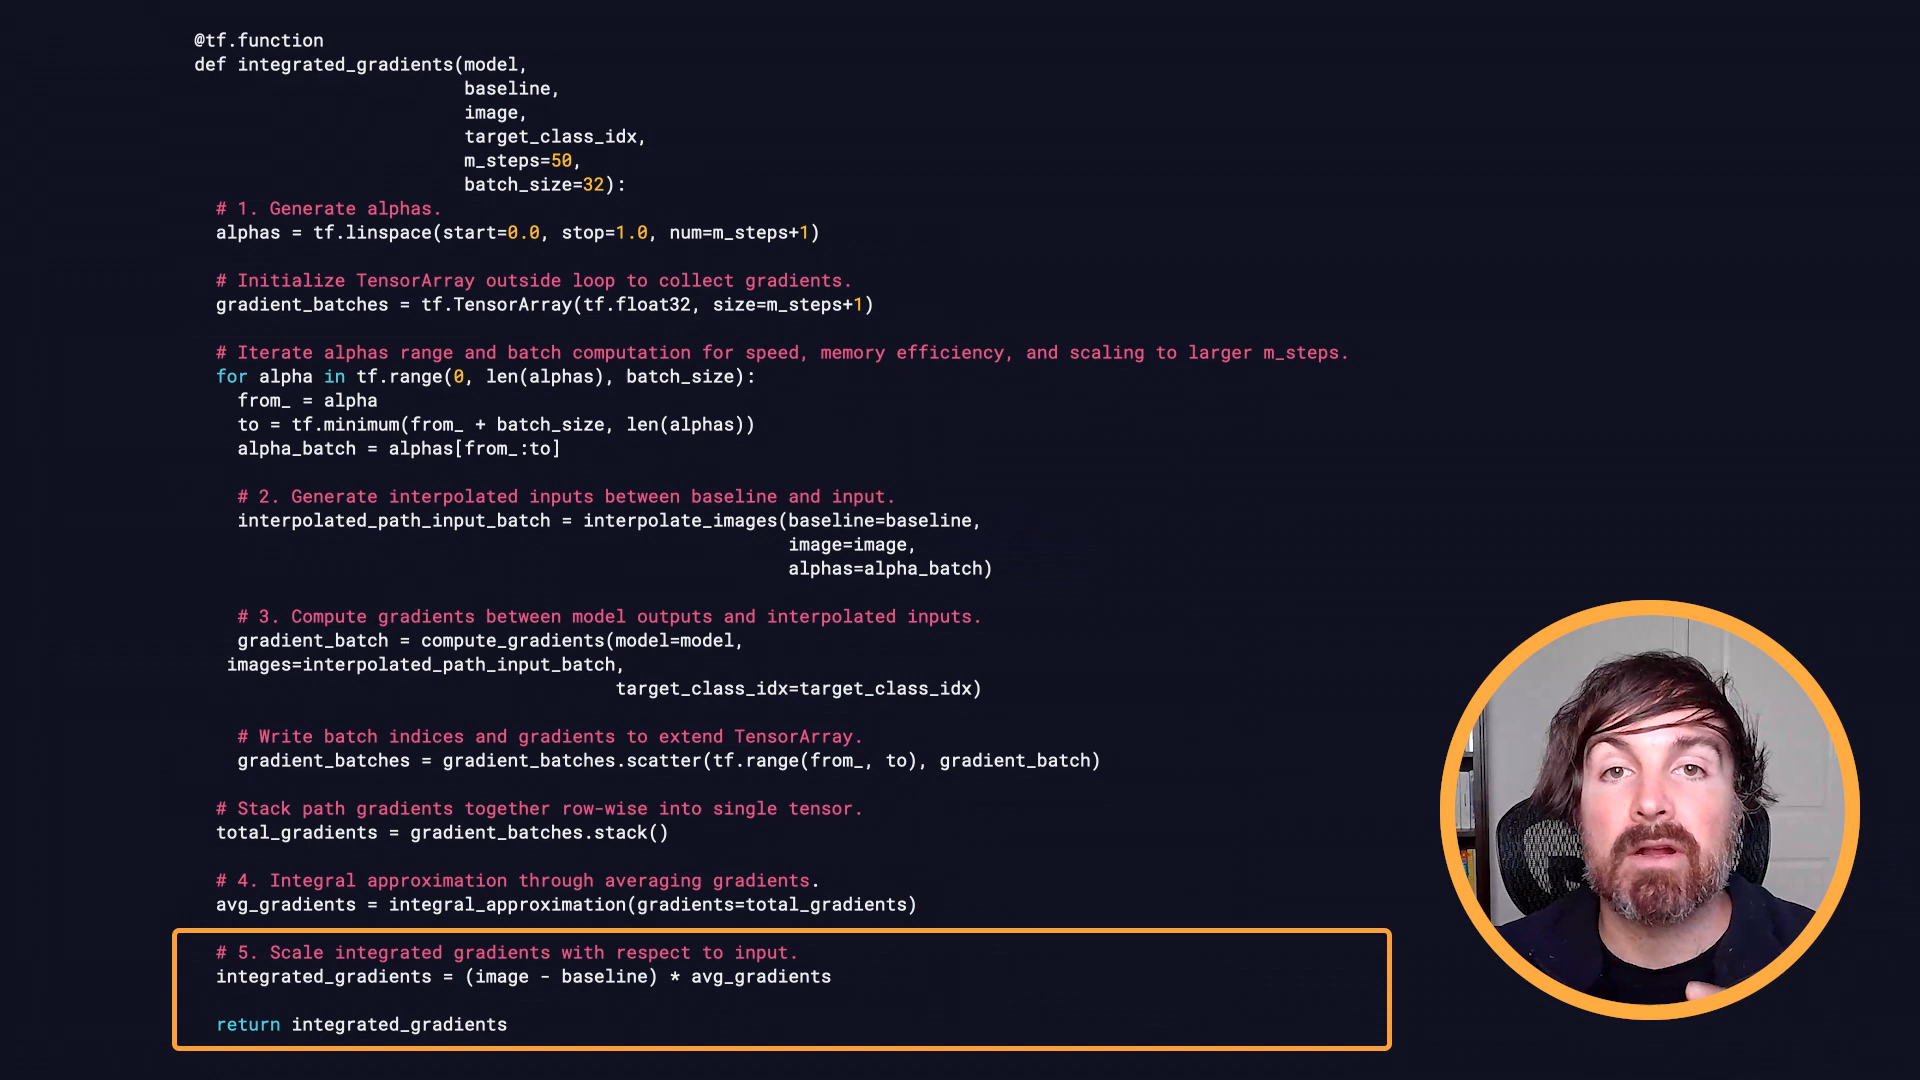 @tf.function
def integrated_gradients(model,
baseline,
image,
target_class_idx,
m_steps=50,
batch_size=32):
# 1. Generate alphas.
alphas = tf.linspace(start=0.0, stop=1.0, num=m_steps+1)
# Initialize TensorArray outside loop to collect gradients.
gradient_batches = tf.TensorArray(tf.float32, size=m_steps+1)
# Iterate alphas range and batch computation for speed, memory efficiency, and scaling to larger m_steps.
for alpha in tf.range(0, len(alphas), batch_size):
from_ = alpha
to = tf.minimum(from_ + batch_size, len(alphas))
alpha_batch = alphas[from_:to]
# 2. Generate interpolated inputs between baseline and input.
interpolated_path_input_batch = interpolate_images(baseline=baseline,
image=image,
alphas=alpha_batch)
# 3. Compute gradients between model outputs and interpolated inputs.
gradient_batch = compute_gradients(model=model,
images=interpolated_path_input_batch,
target_class_idx=target_class_idx)
# Write batch indices and gradients to extend TensorArray.
gradient_batches = gradient_batches.scatter(tf.range(from_, to), gradient_batch)
# Stack path gradients together row-wise into single tensor.
total_gradients = gradient_batches.stack()
# 4. Integral approximation through averaging gradients.
avg_gradients = integral_approximation(gradients=total_gradients)
# 5. Scale integrated gradients with respect to input.
integrated_gradients = (image - baseline) * avg_gradients
return integrated_gradients